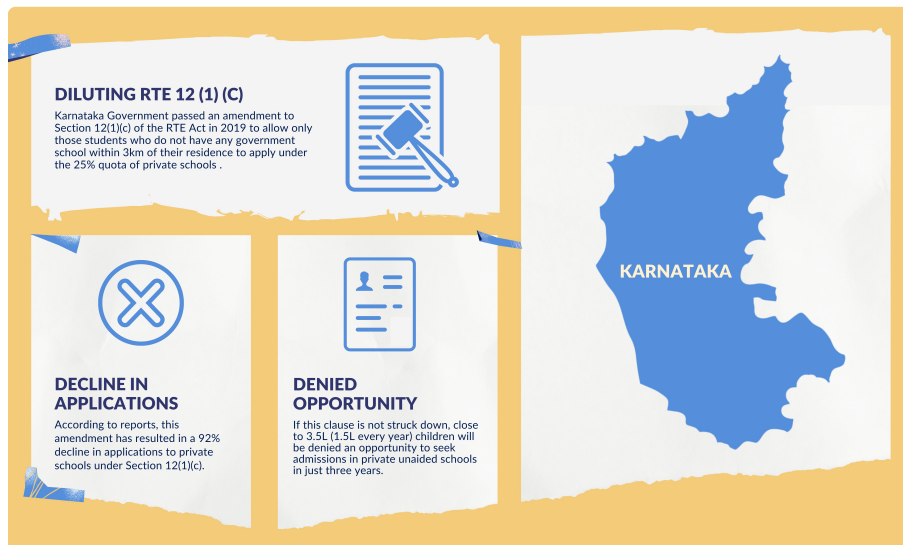 DILUTING RTE 12 (1) (C)
Karnataka Government passed an amendment to
Section 12(1)(c) of the RTE Act in 2019 to allow only
those students who do not have any government
school within 3km of their residence to apply under
the 25% quota of private schools .
KARNATAKA
DECLINE IN
APPLICATIONS
According to reports, this
amendment has resulted in a 92%
decline in applications to private
schools under Section 12(1)(c).
DENIED
OPPORTUNITY
If this clause is not struck down, close
to 3.5L (1.5L every year) children will
be denied an opportunity to seek
admissions in private unaided schools
in just three years.